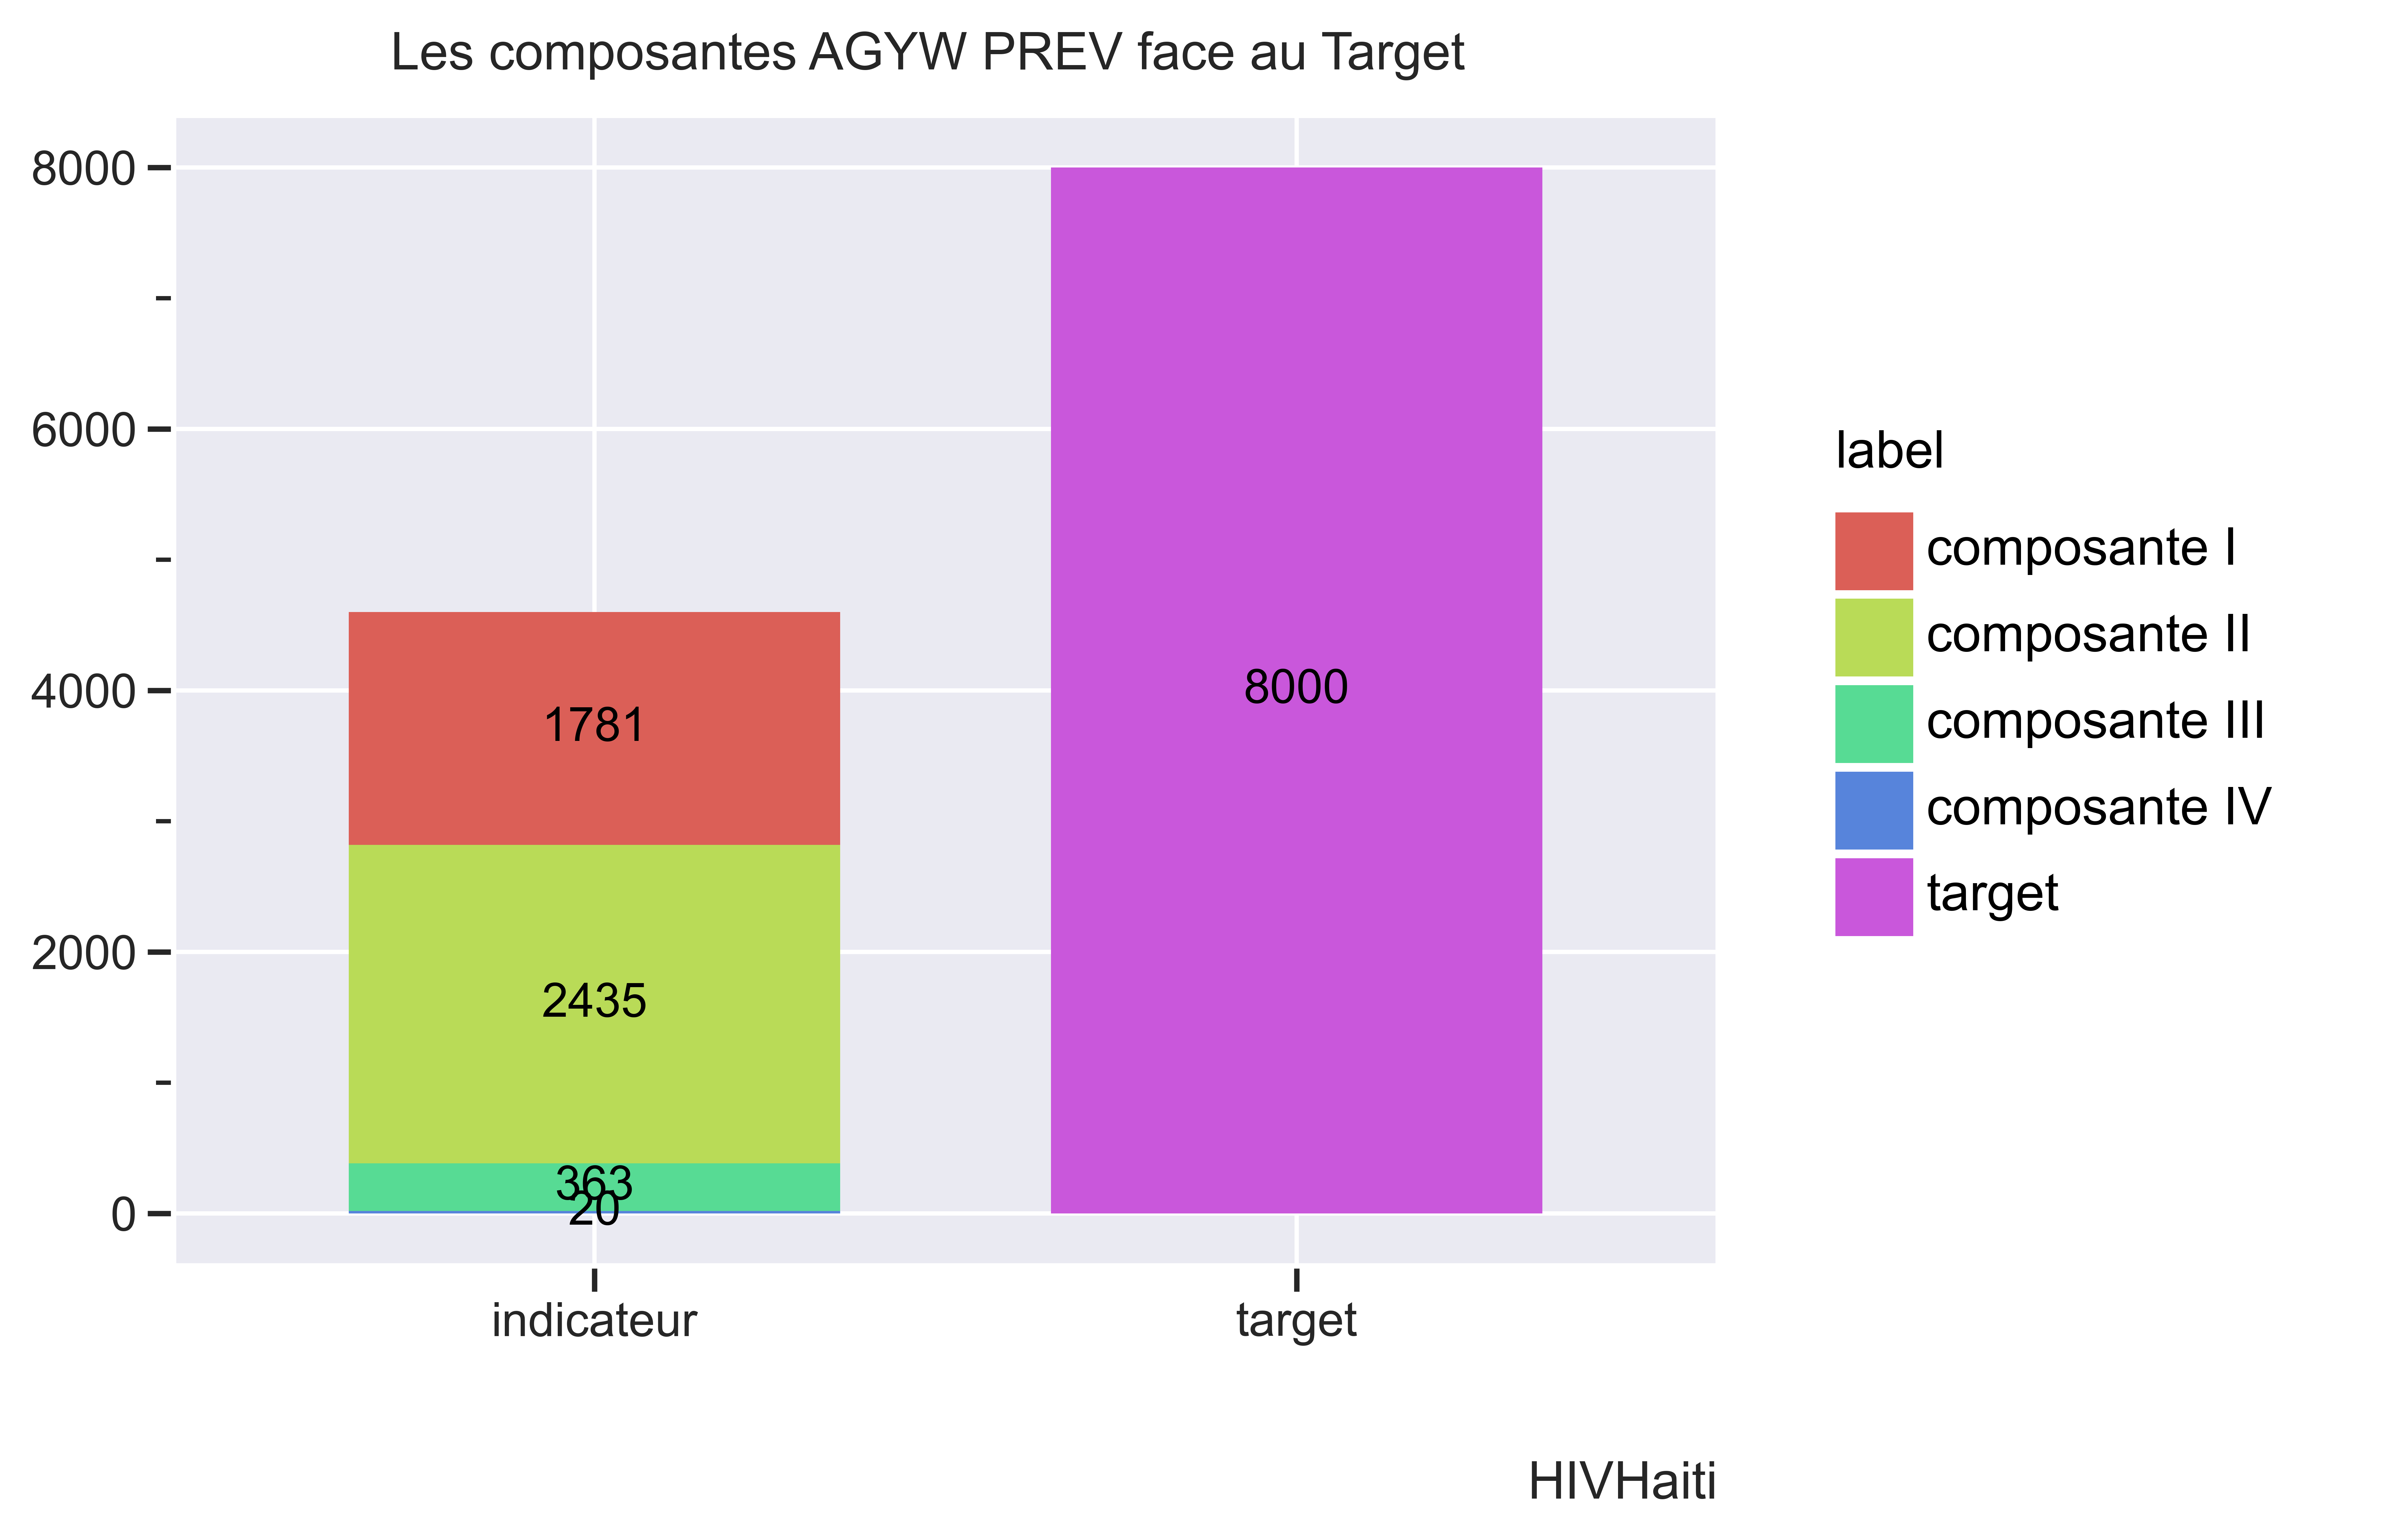 Les composantes AGYW PREV face au Target
8000
6000
4000
2000
0
1781
2435
363
20
8000
indicateur
target
label
composante I
composante II
composante III
composante IV
target
HIVHaiti